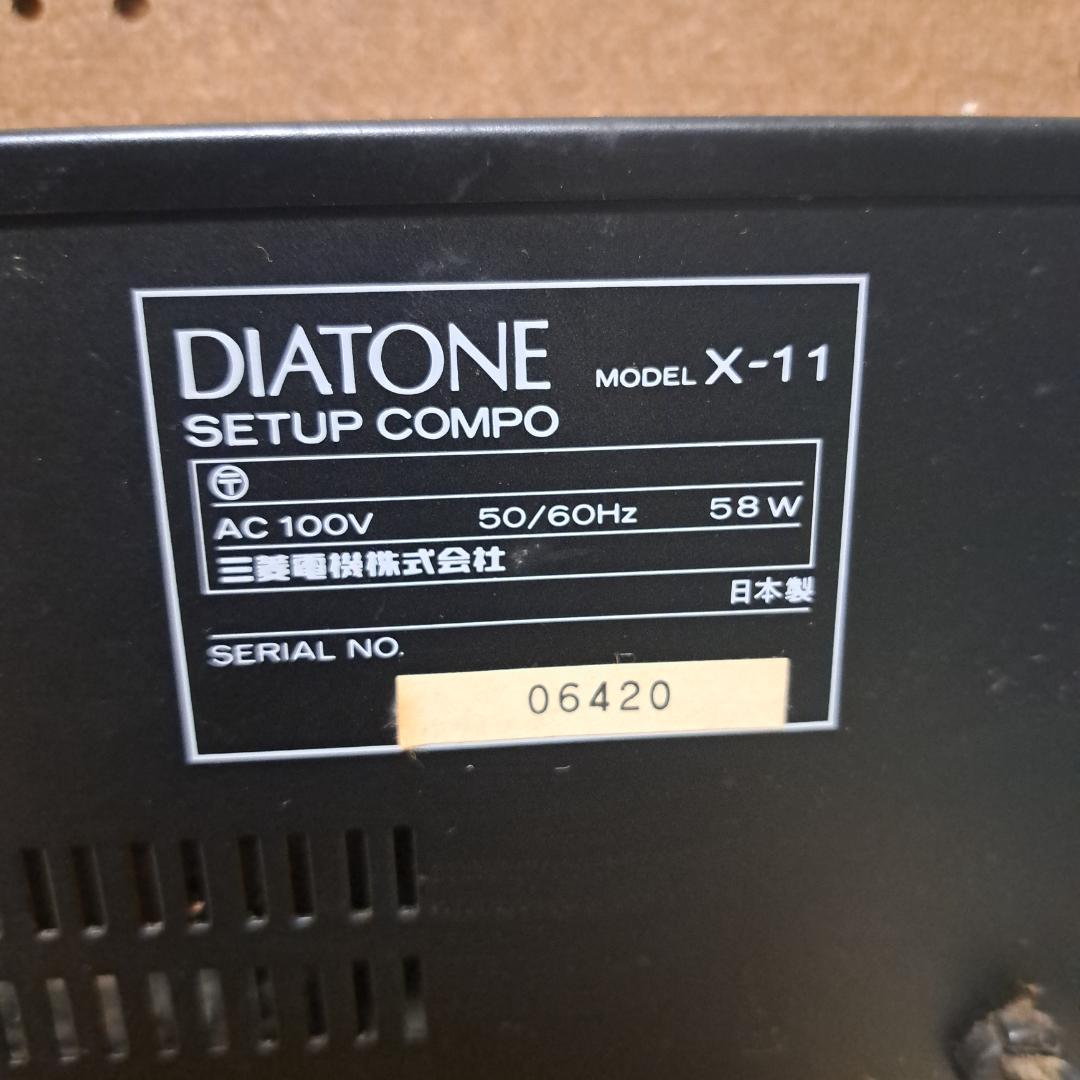 DIATONE MODEL X-11
SETUP COMPO
〒
AC 100V 50/60Hz 58W
三菱電機株式会社
日本製
SERIAL NO.
06420